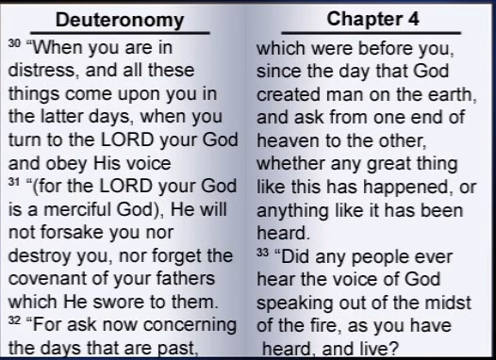 Deuteronomy
30 “When you are in
distress, and all these
things come upon you in
the latter days, when you
turn to the LORD your God
and obey His voice
31 “(for the LORD your God
is a merciful God), He will
not forsake you nor
destroy you, nor forget the
covenant of your fathers
which He swore to them.
32 “For ask now concerning
the days that are past,
Chapter 4
which were before you,
since the day that God
created man on the earth,
and ask from one end of
heaven to the other,
whether any great thing
like this has happened, or
anything like it has been
heard.
33 “Did any people ever
hear the voice of God
speaking out of the midst
of the fire, as you have
heard, and live?